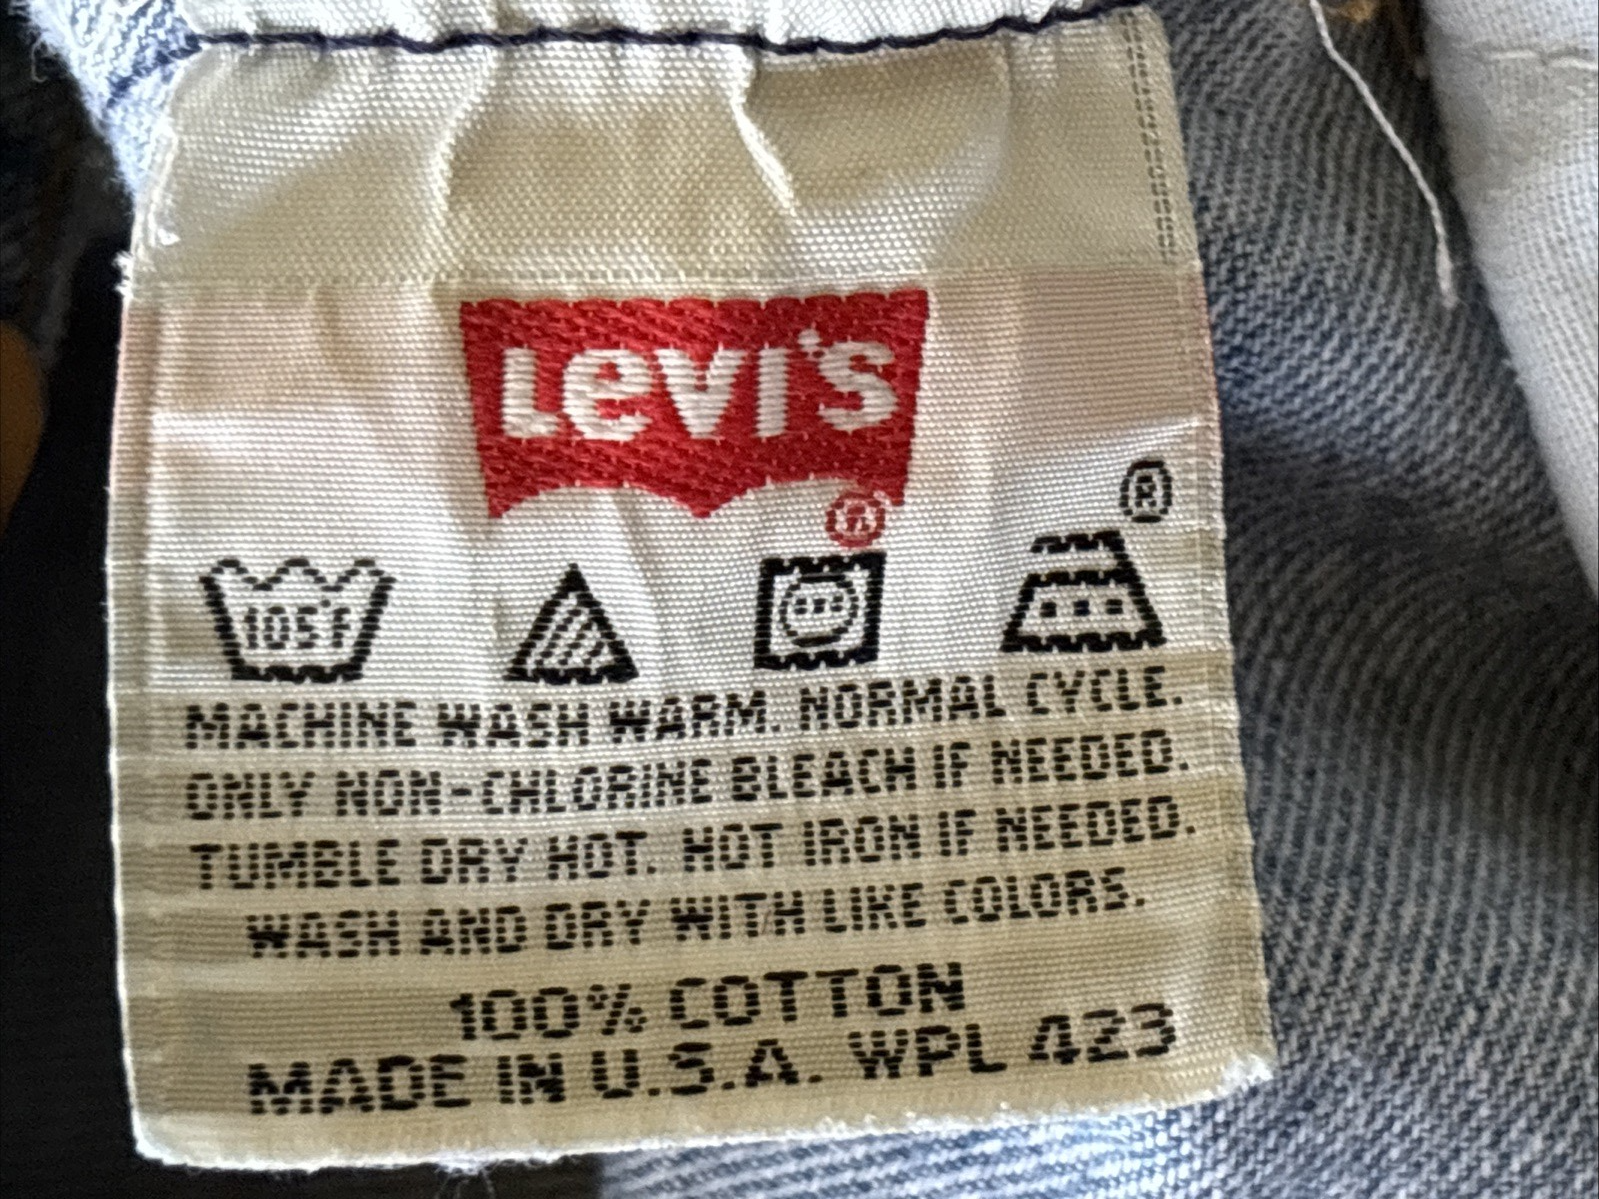 Levi's
®
®
105°F
MACHINE WASH WARM. NORMAL CYCLE.
ONLY NON-CHLORINE BLEACH IF NEEDED.
TUMBLE DRY HOT. HOT IRON IF NEEDED.
WASH AND DRY WITH LIKE COLORS.
100% COTTON
MADE IN U.S.A. WPL 423